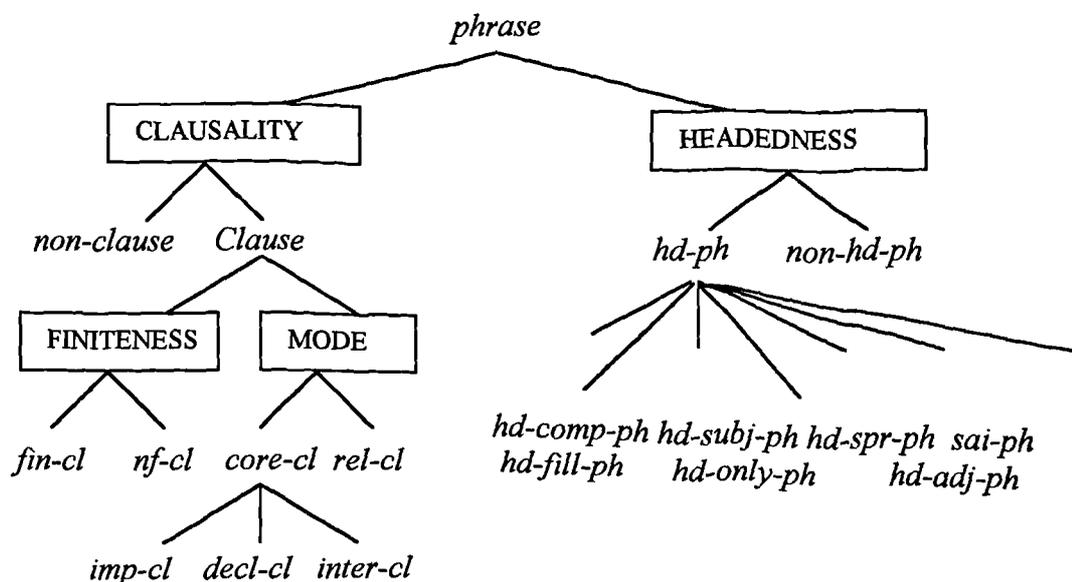 phrase
CLAUSALITY HEADEDNESS
non-clause Clause hd-ph non-hd-ph
FINITENESS MODE
fin-cl nf-cl core-cl rel-cl
hd-comp-ph hd-subj-ph hd-spr-ph sai-ph
hd-fill-ph hd-only-ph hd-adj-ph
imp-cl decl-cl inter-cl